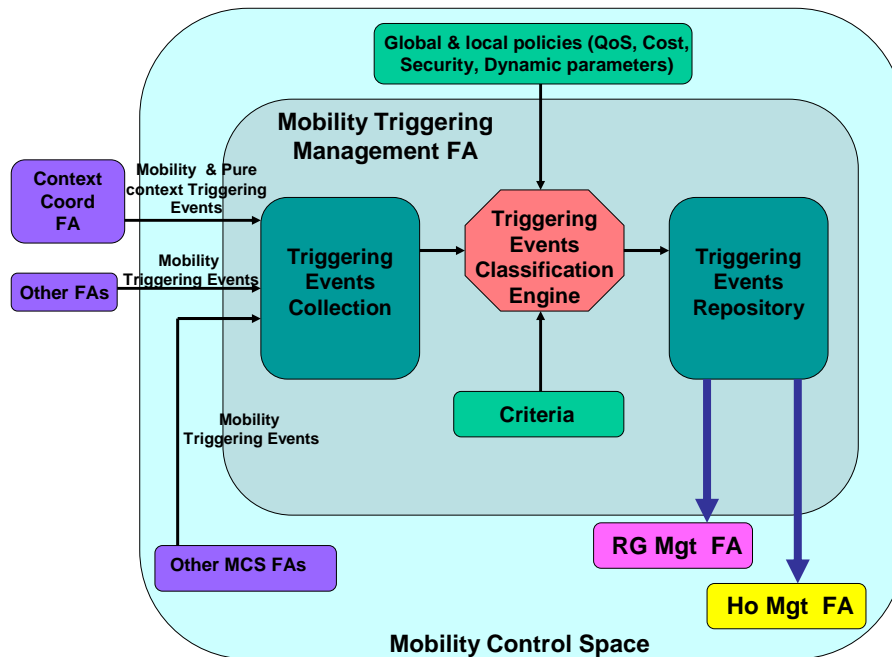 Global & local policies (QoS, Cost,
Security, Dynamic parameters)
Mobility Triggering
Management FA
Context
Coord
FA
Mobility & Pure
context Triggering
Events
Mobility
Triggering Events
Other FAs
Triggering
Events
Collection
Triggering
Events
Classification
Engine
Triggering
Events
Repository
Criteria
Mobility
Triggering Events
Other MCS FAs
RG Mgt FA
Ho Mgt FA
Mobility Control Space